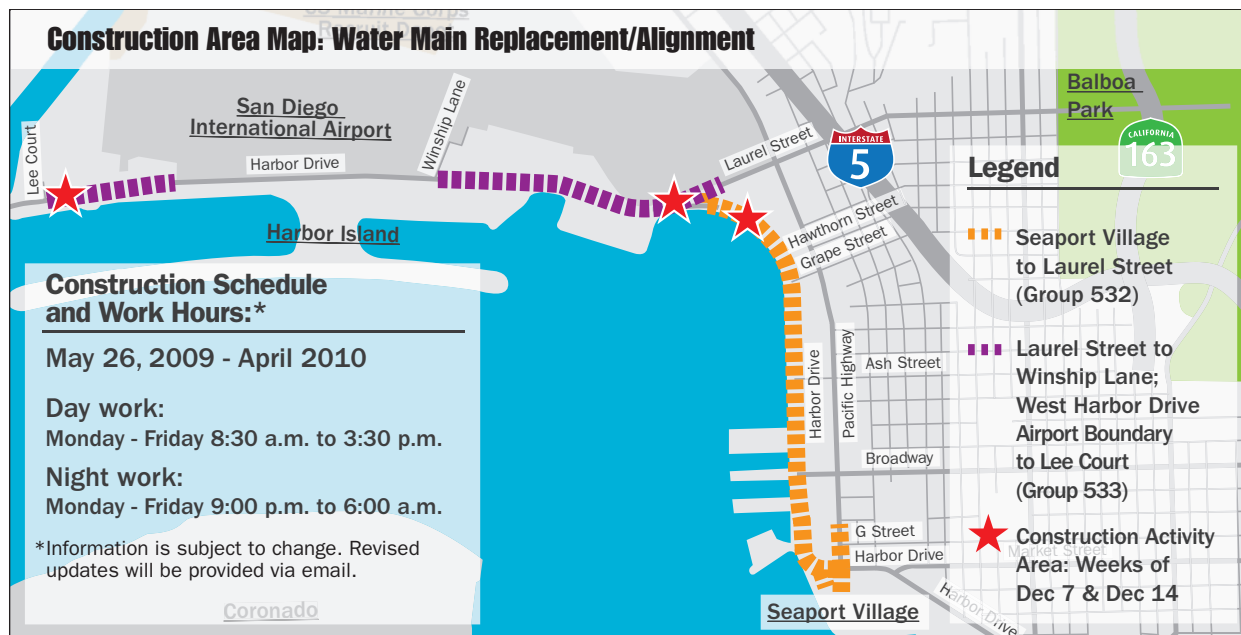 Construction Area Map: Water Main Replacement/Alignment
San Diego
International Airport
Lee Court
Harbor Drive
Winship Lane
Laurel Street
INTERSTATE
5
Balboa
Park
CALIFORNIA
163
Harbor Island
Hawthorn Street
Grape Street
Harbor Drive
Pacific Highway
Ash Street
Broadway
G Street
Harbor Drive
Market Street
Harbor Drive
Seaport Village
Coronado
Construction Schedule
and Work Hours:*
May 26, 2009 - April 2010
Day work:
Monday - Friday 8:30 a.m. to 3:30 p.m.
Night work:
Monday - Friday 9:00 p.m. to 6:00 a.m.
*Information is subject to change. Revised
updates will be provided via email.
Legend
Seaport Village
to Laurel Street
(Group 532)
Laurel Street to
Winship Lane;
West Harbor Drive
Airport Boundary
to Lee Court
(Group 533)
Construction Activity
Area: Weeks of
Dec 7 & Dec 14